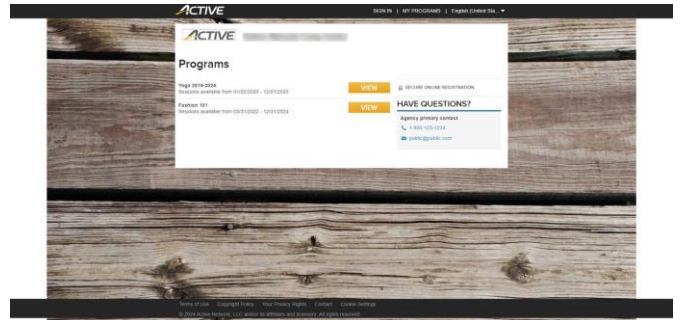 ACTIVE
SIGN IN | MY PROGRAMS | English (United Sta...
ACTIVE
Programs
Yoga 2019-2024
Sessions available from 01/02/2020 - 12/01/2025
VIEW
Fashion 101
Sessions available from 03/31/2022 - 12/31/2024
VIEW
SECURE ONLINE REGISTRATION
HAVE QUESTIONS?
Agency primary contact
1-800-123-1234
public@public.com
Terms of Use Copyright Policy Your Privacy Rights Contact Cookie Settings
© 2024 Active Network, LLC and/or its affiliates and licensors. All rights reserved.